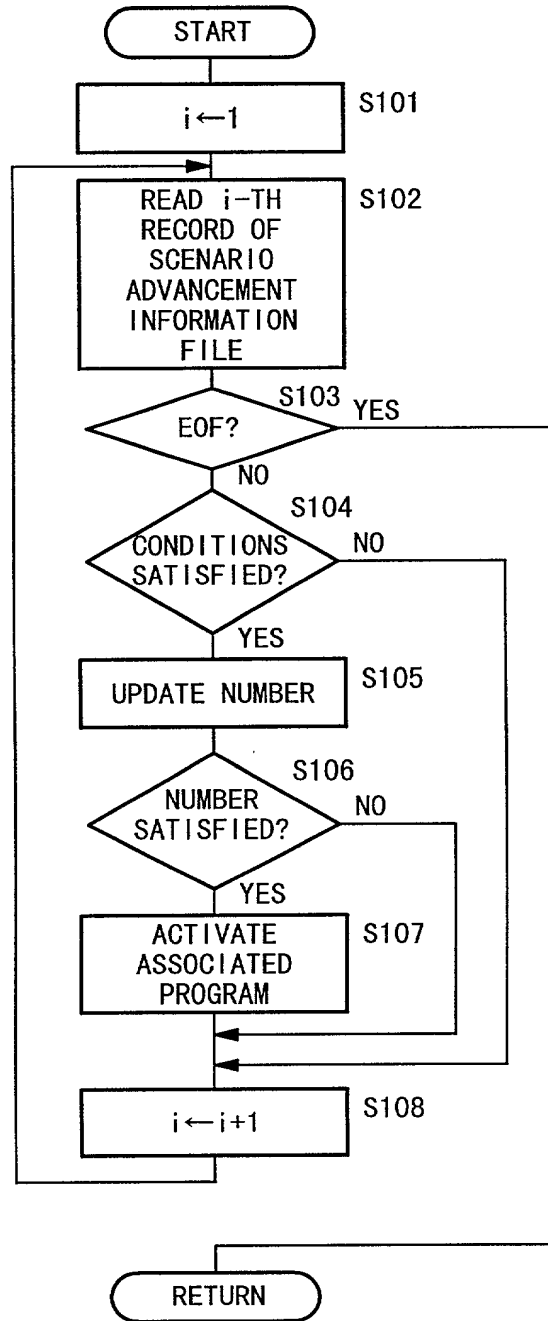 START
i←1
S101
READ i-TH
RECORD OF
SCENARIO
ADVANCEMENT
INFORMATION
FILE
S102
S103
EOF?
YES
NO
S104
CONDITIONS
SATISFIED?
NO
YES
UPDATE NUMBER
S105
S106
NUMBER
SATISFIED?
NO
YES
ACTIVATE
ASSOCIATED
PROGRAM
S107
i←i+1
S108
RETURN